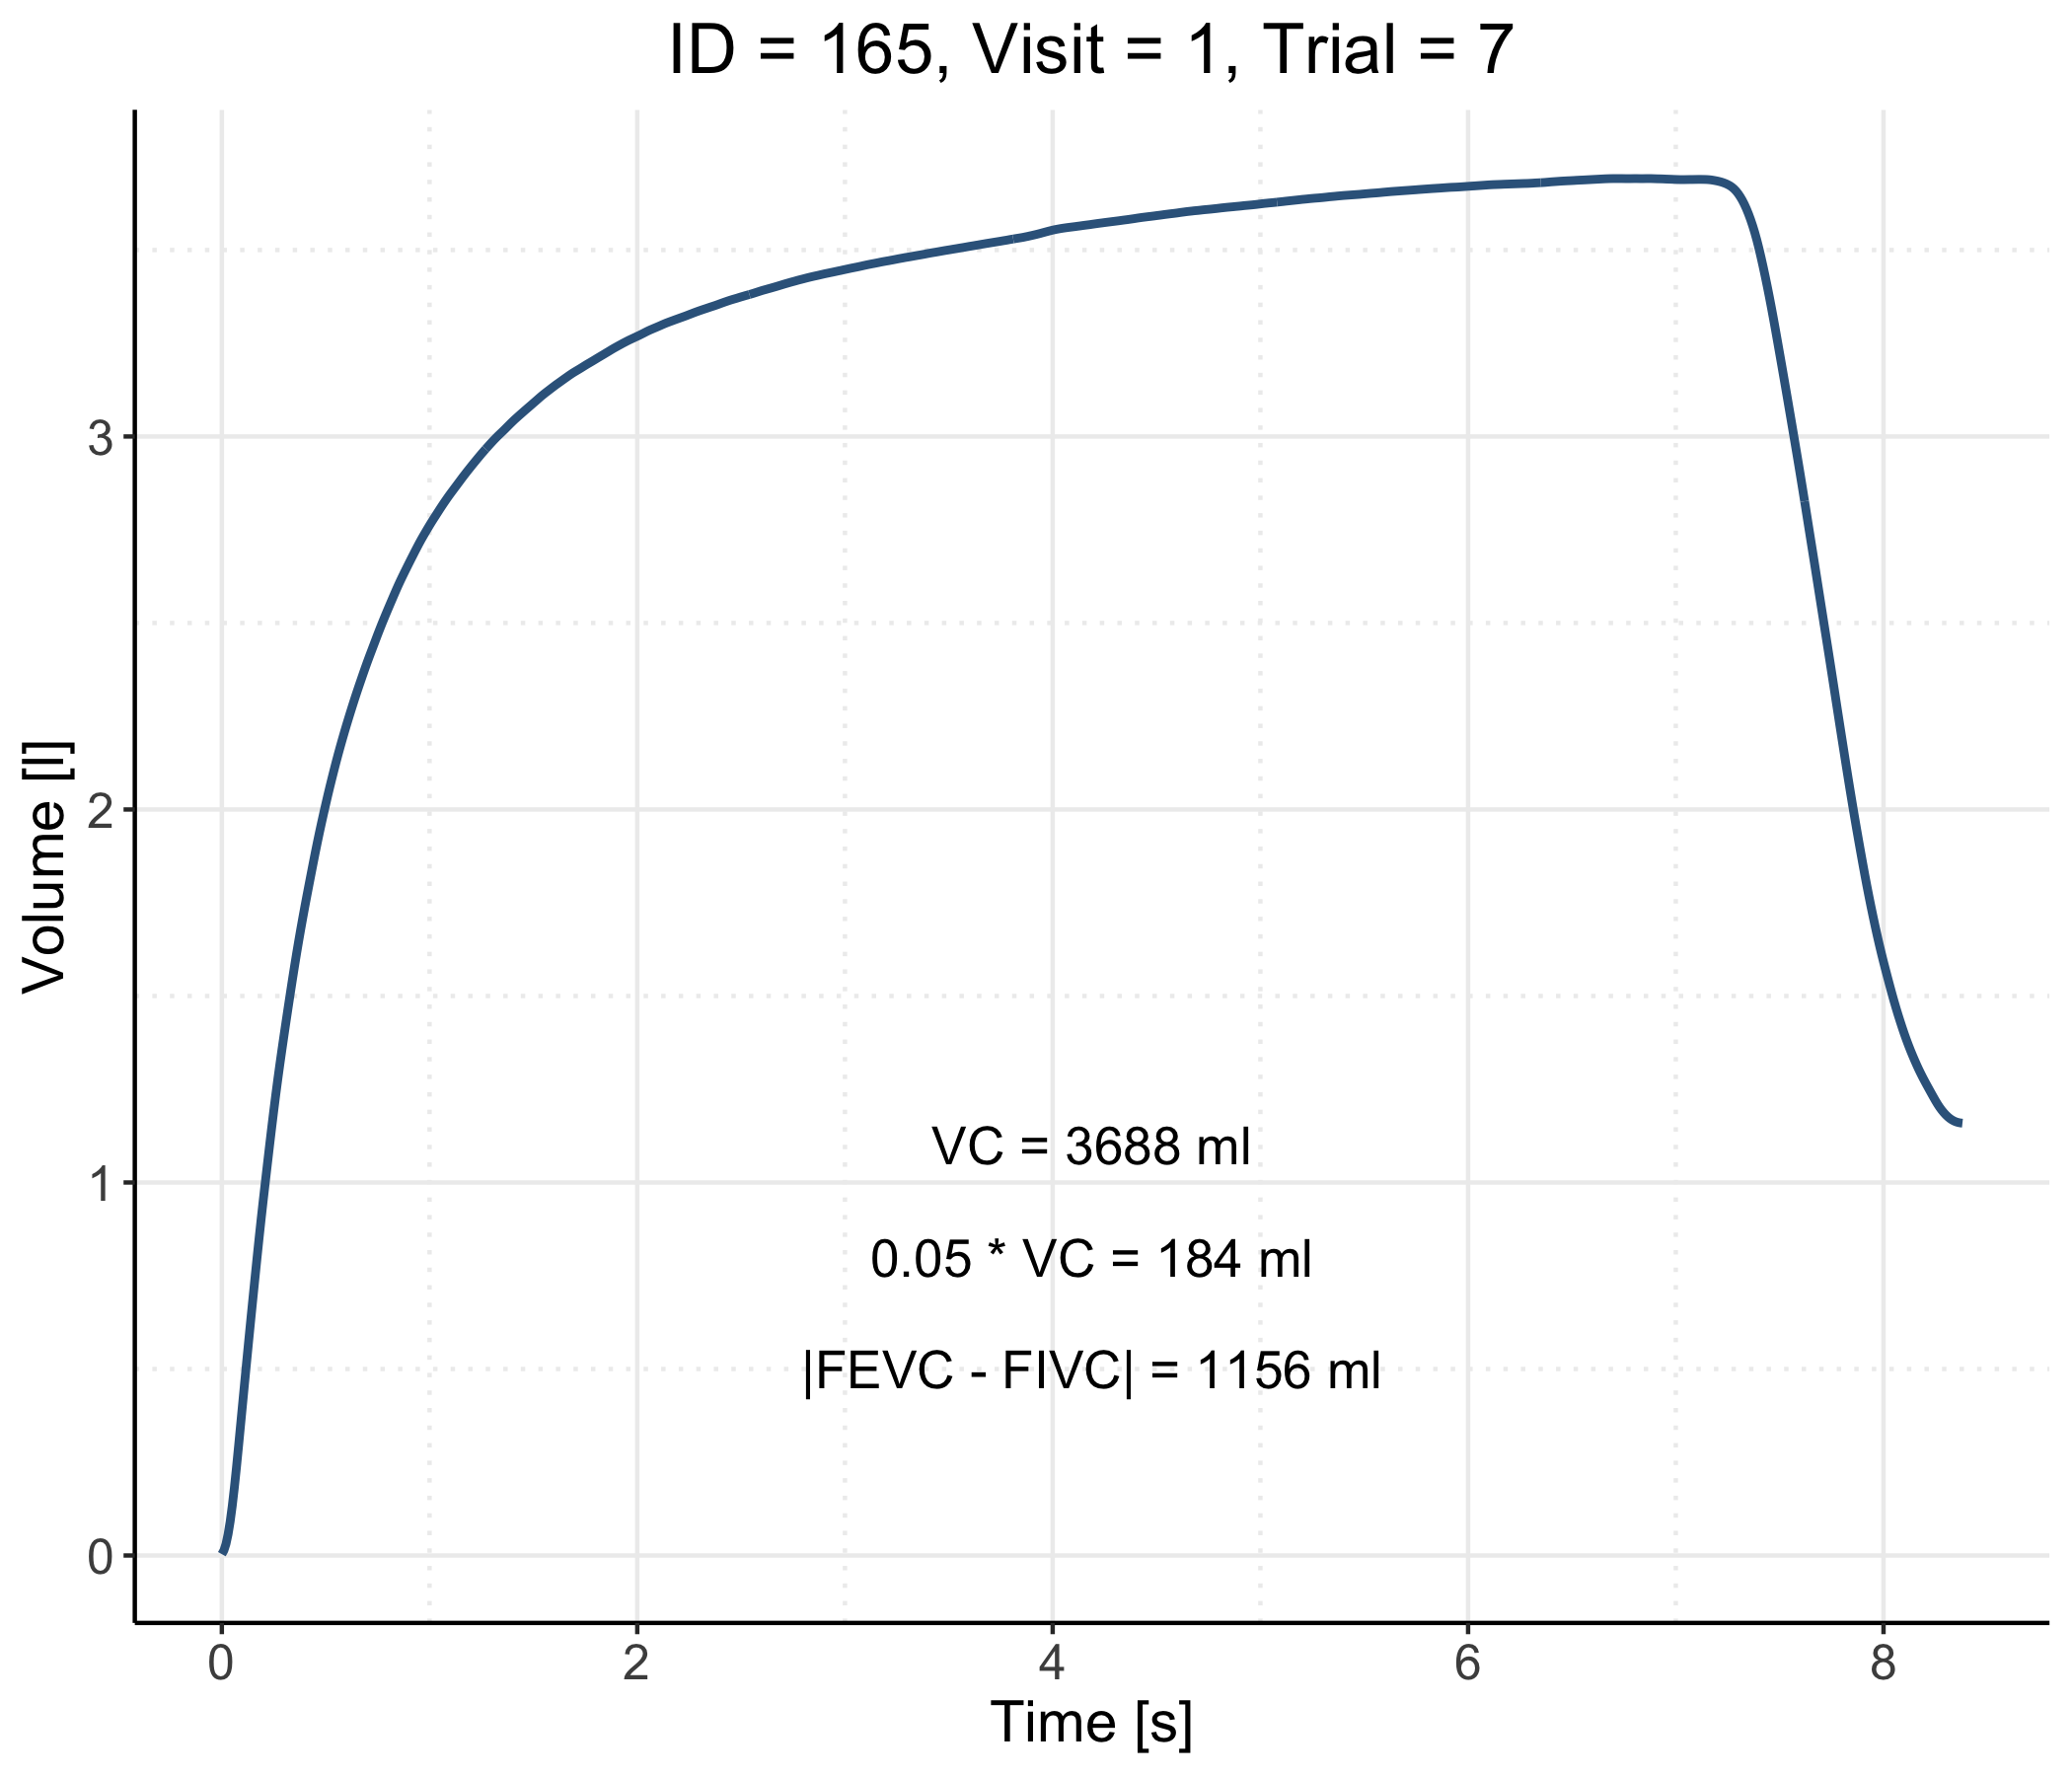 ID = 165, Visit = 1, Trial = 7
Volume [l]
3
2
1
0
VC = 3688 ml
0.05 * VC = 184 ml
|FEVC - FIVC| = 1156 ml
0 2 4 6 8
Time [s]